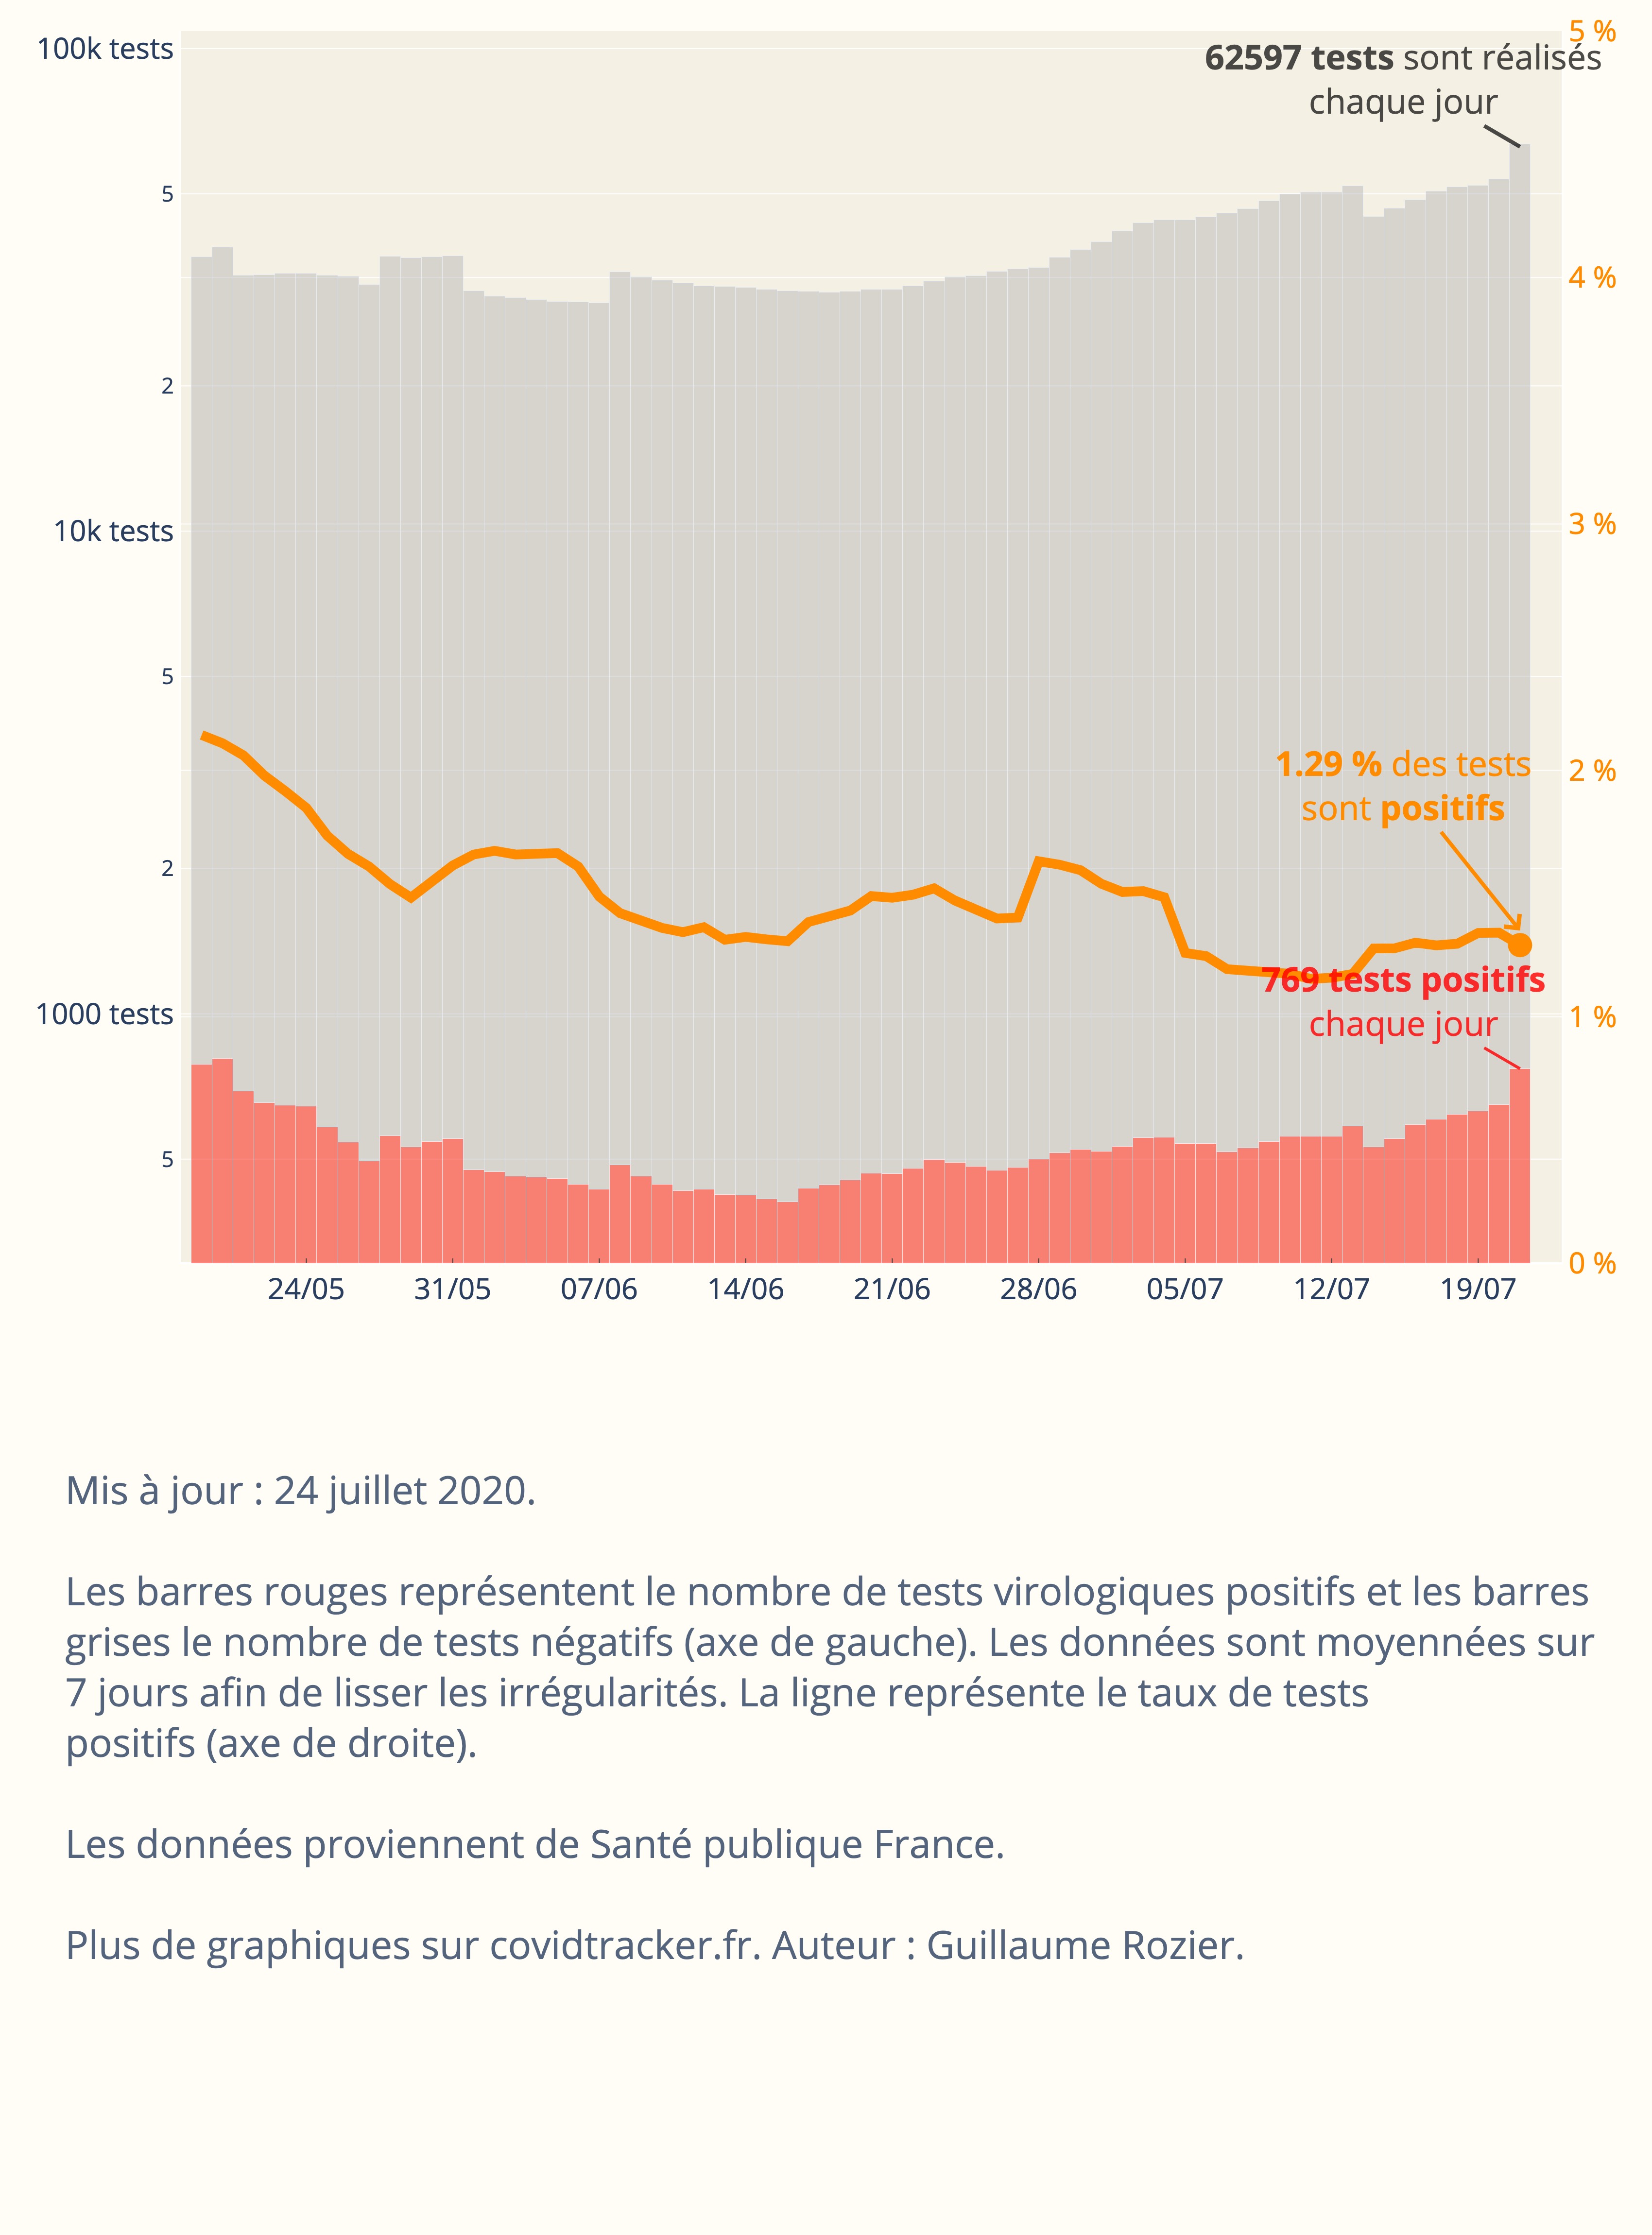 100k tests
5 %
62597 tests sont réalisés
chaque jour
5
4 %
2
10k tests
3 %
5
1.29 % des tests
sont positifs
2 %
2
769 tests positifs
chaque jour
1000 tests
1 %
5
0 %
24/05 31/05 07/06 14/06 21/06 28/06 05/07 12/07 19/07
Mis à jour : 24 juillet 2020.
Les barres rouges représentent le nombre de tests virologiques positifs et les barres
grises le nombre de tests négatifs (axe de gauche). Les données sont moyennées sur
7 jours afin de lisser les irrégularités. La ligne représente le taux de tests
positifs (axe de droite).
Les données proviennent de Santé publique France.
Plus de graphiques sur covidtracker.fr. Auteur : Guillaume Rozier.